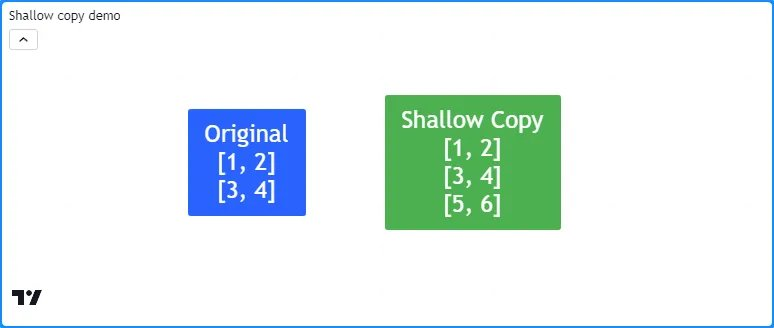 Shallow copy demo
Original
[1, 2]
[3, 4]
Shallow Copy
[1, 2]
[3, 4]
[5, 6]